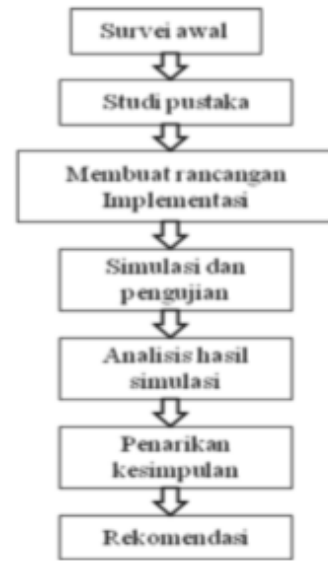 Survei awal
Studi pustaka
Membuat rancangan
Implementasi
Simulasi dan
pengujian
Analisis hasil
simulasi
Penarikan
kesimpulan
Rekomendasi